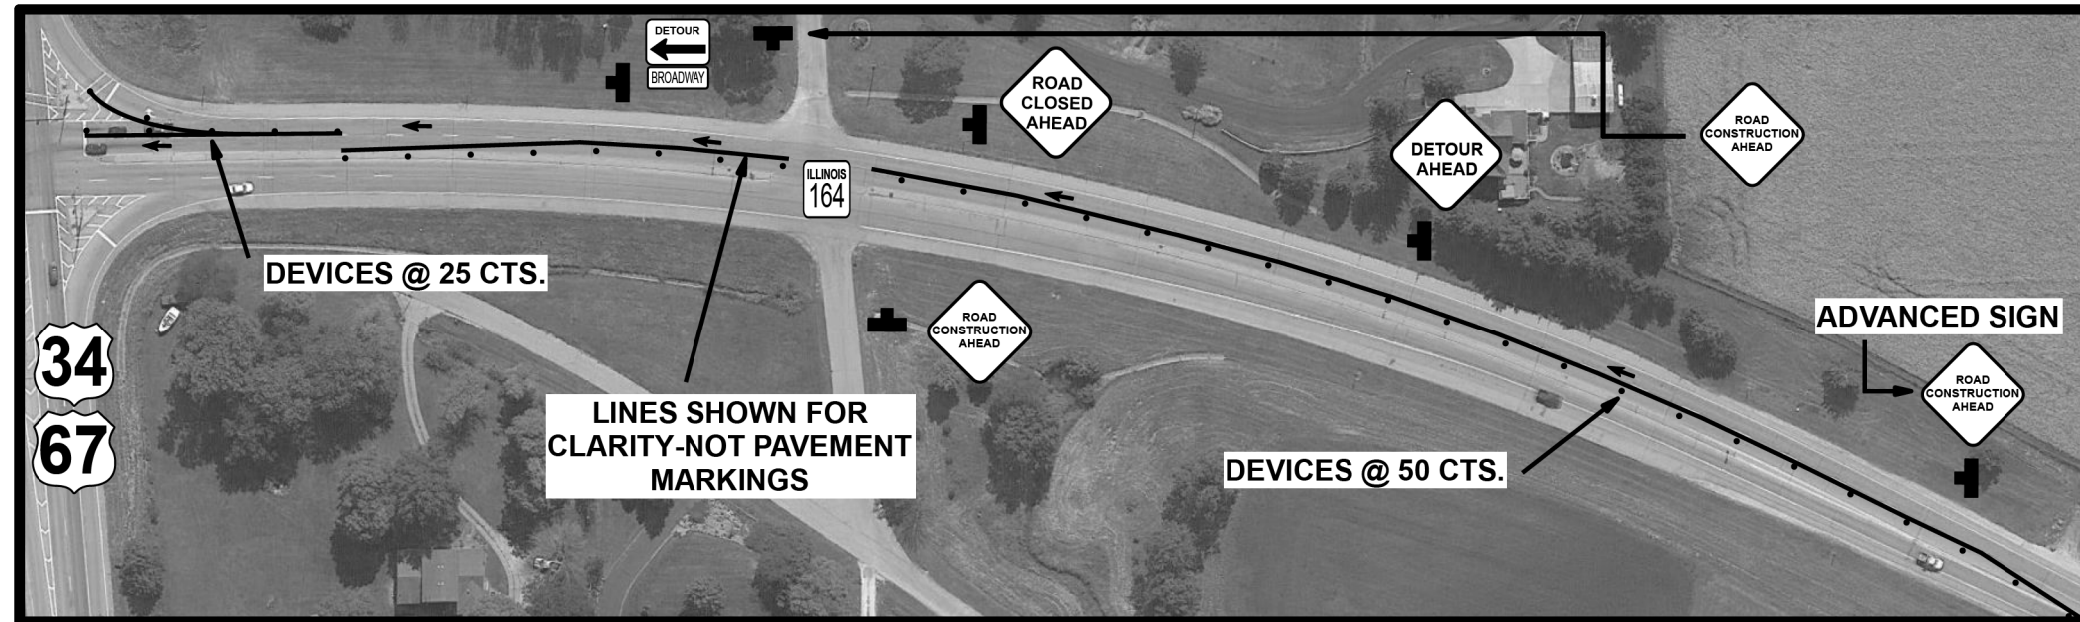 DETOUR
BROADWAY
ROAD
CLOSED
AHEAD
DETOUR
AHEAD
ROAD
CONSTRUCTION
AHEAD
ILLINOIS
164
DEVICES @ 25 CTS.
34
67
ROAD
CONSTRUCTION
AHEAD
LINES SHOWN FOR
CLARITY-NOT PAVEMENT
MARKINGS
DEVICES @ 50 CTS.
ADVANCED SIGN
ROAD
CONSTRUCTION
AHEAD